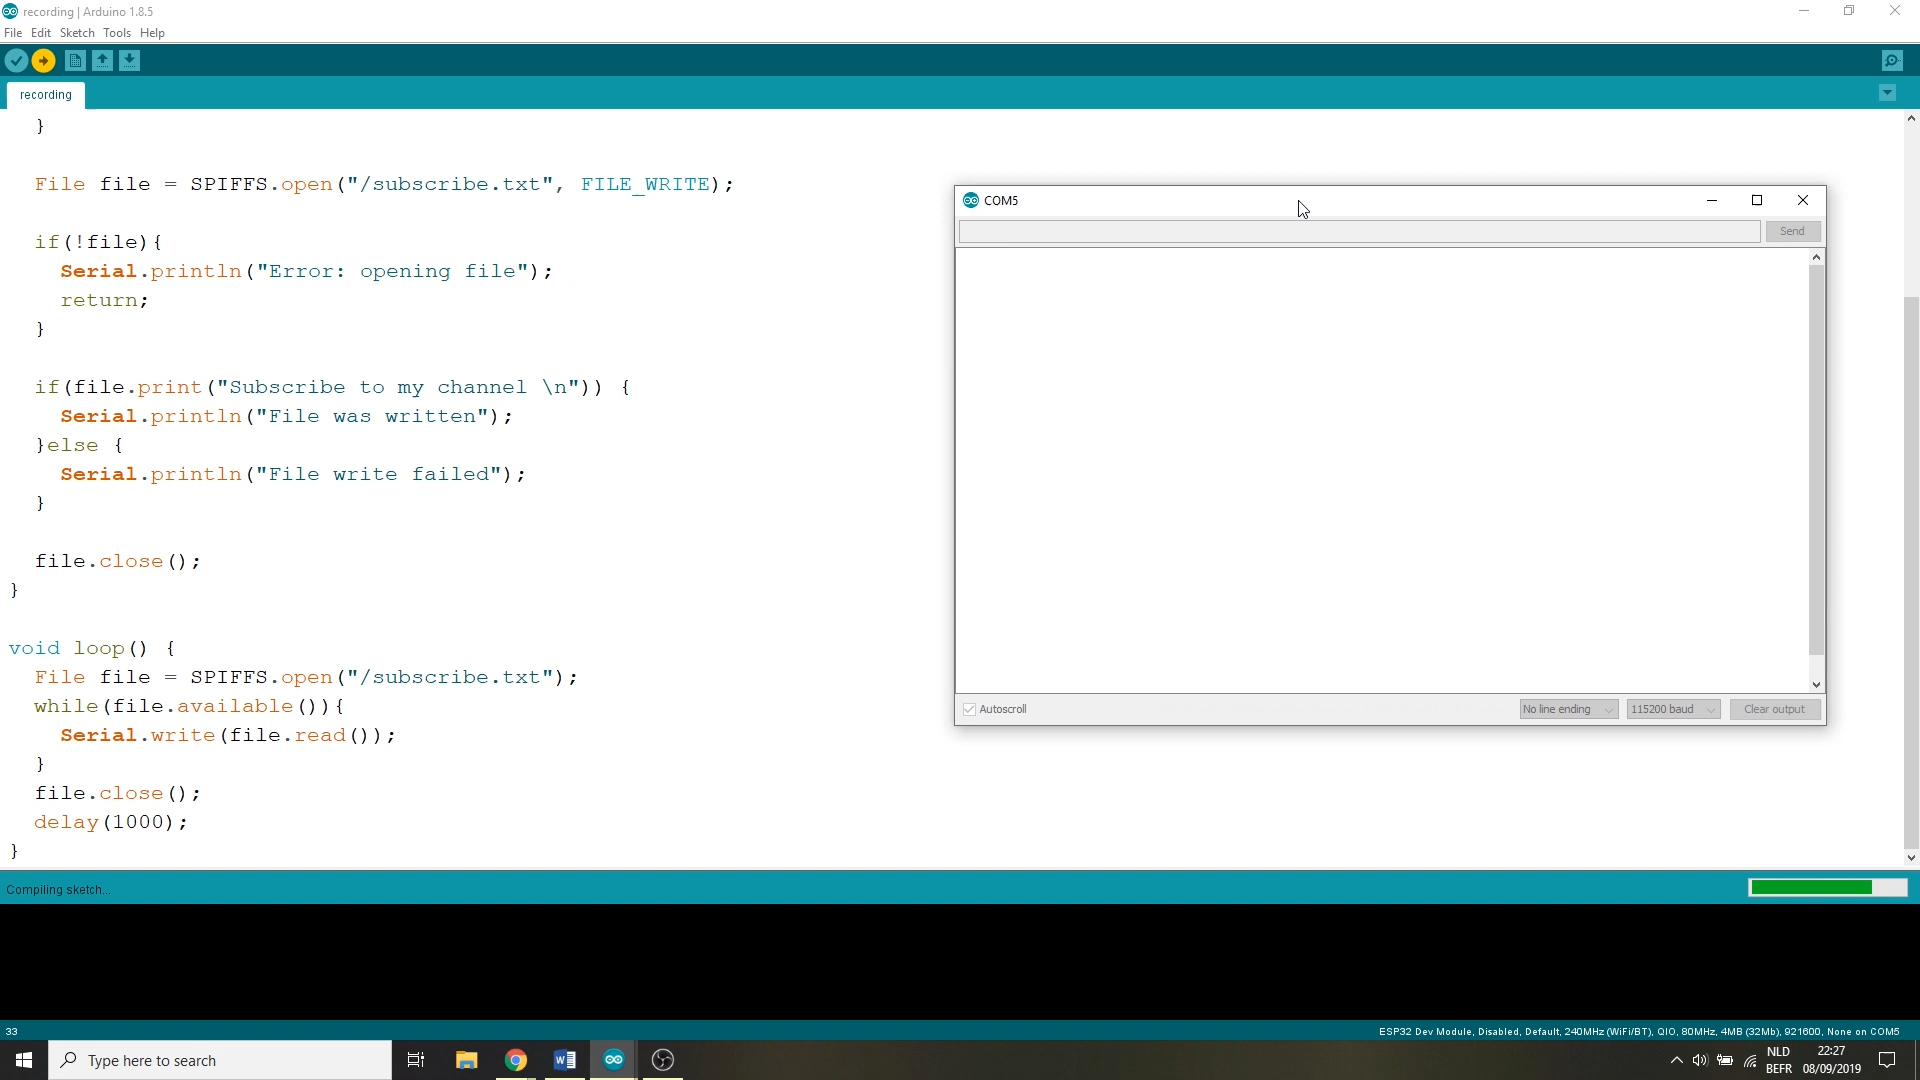 recording | Arduino 1.8.5
File Edit Sketch Tools Help
recording
}
File file = SPIFFS.open("/subscribe.txt", FILE_WRITE);
if(!file){
Serial.println("Error: opening file");
return;
}
if(file.print("Subscribe to my channel \n")) {
Serial.println("File was written");
}else {
Serial.println("File write failed");
}
file.close();
}
void loop() {
File file = SPIFFS.open("/subscribe.txt");
while(file.available()){
Serial.write(file.read());
}
file.close();
delay(1000);
}
COM5
Send
Autoscroll
No line ending
115200 baud
Clear output
Compiling sketch...
33
ESP32 Dev Module, Disabled, Default, 240MHz (WiFi/BT), QIO, 80MHz, 4MB (32Mb), 921600, None on COM5
Type here to search
NLD
BEFR
22:27
08/09/2019